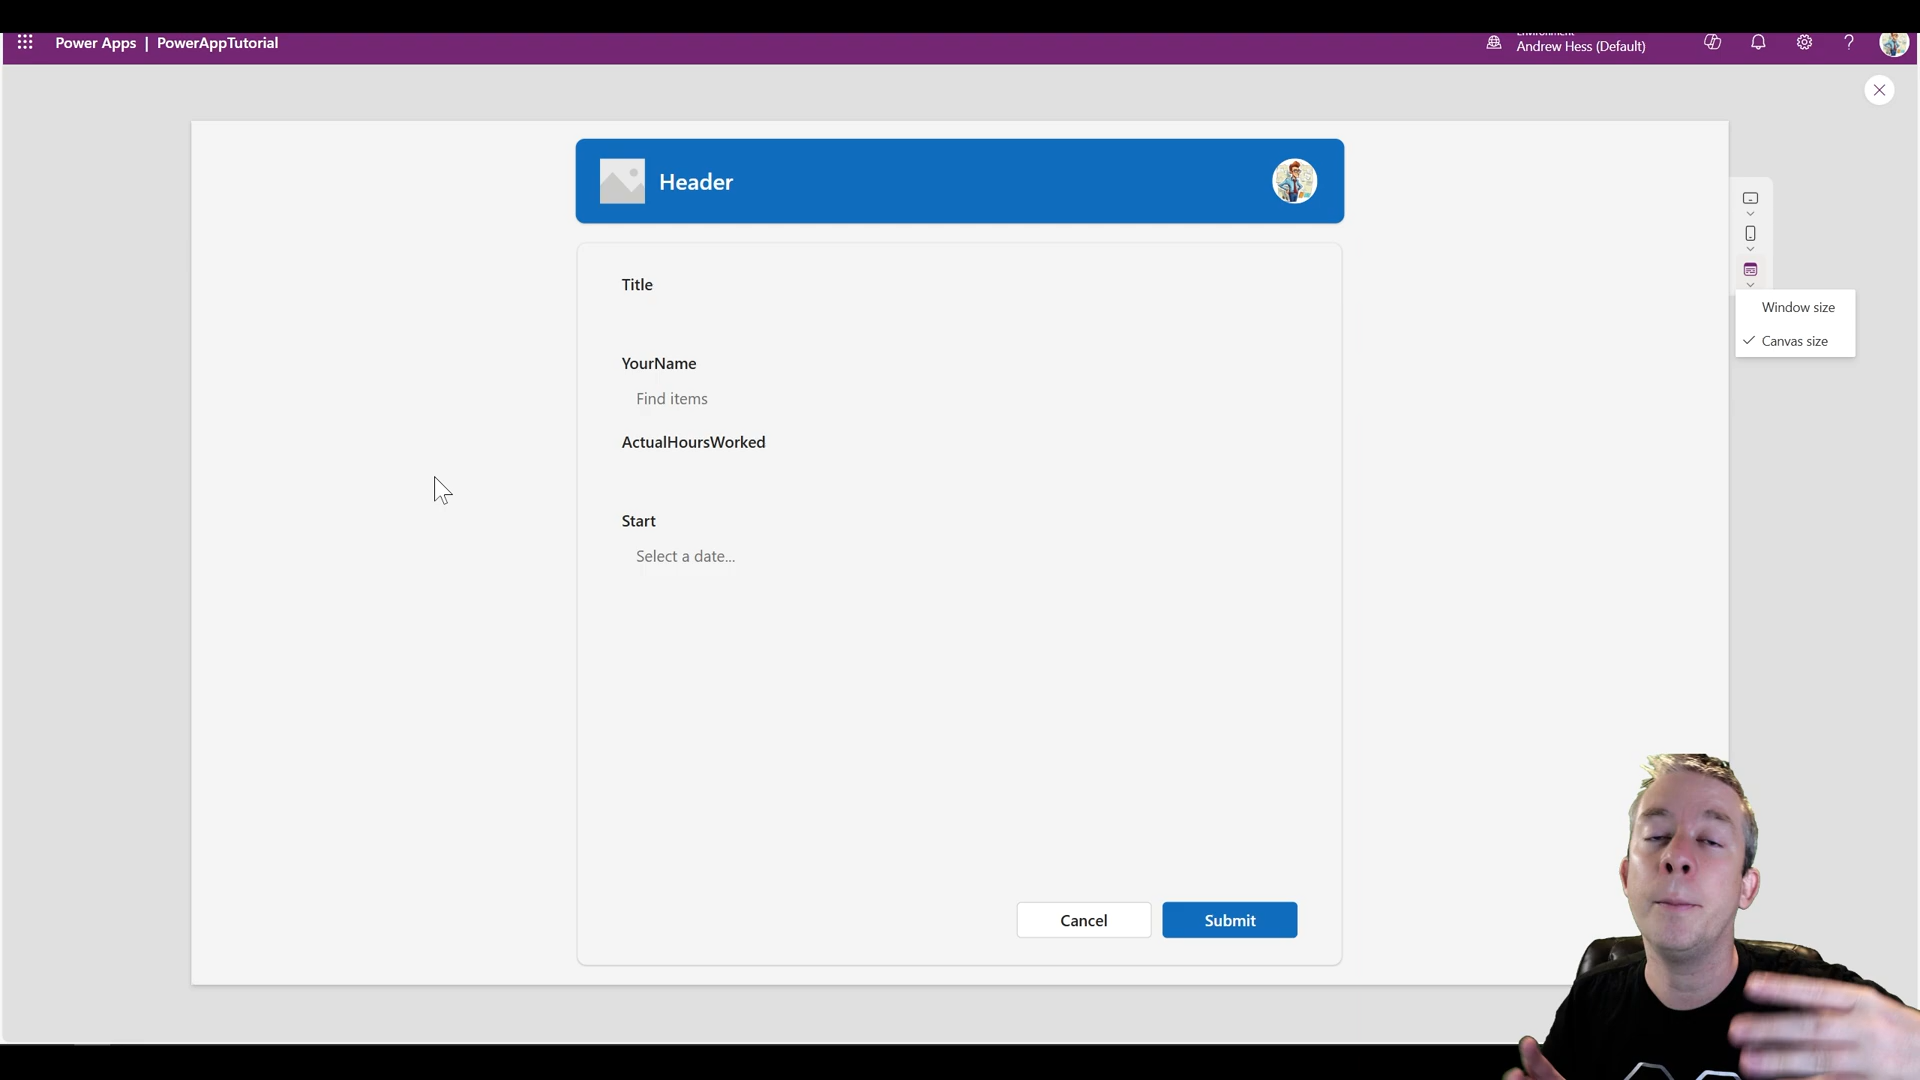 Power Apps | PowerAppTutorial
Andrew Hess (Default)
?
Header
Title
YourName
Find items
ActualHoursWorked
Start
Select a date...
Window size
Canvas size
Cancel
Submit